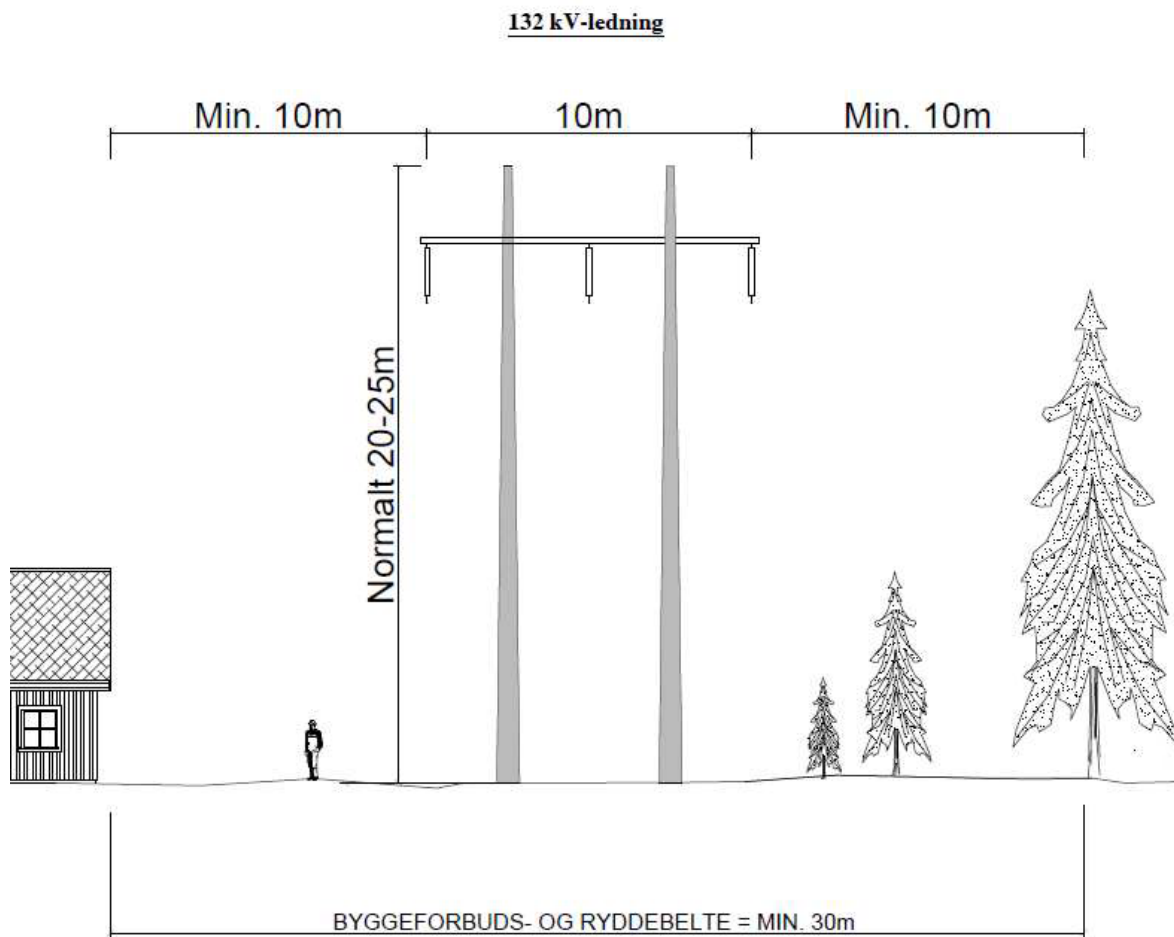 132 kV-ledning
Min. 10m
10m
Min. 10m
Normalt 20-25m
BYGGEFORBUDS- OG RYDDEBELTE = MIN. 30m